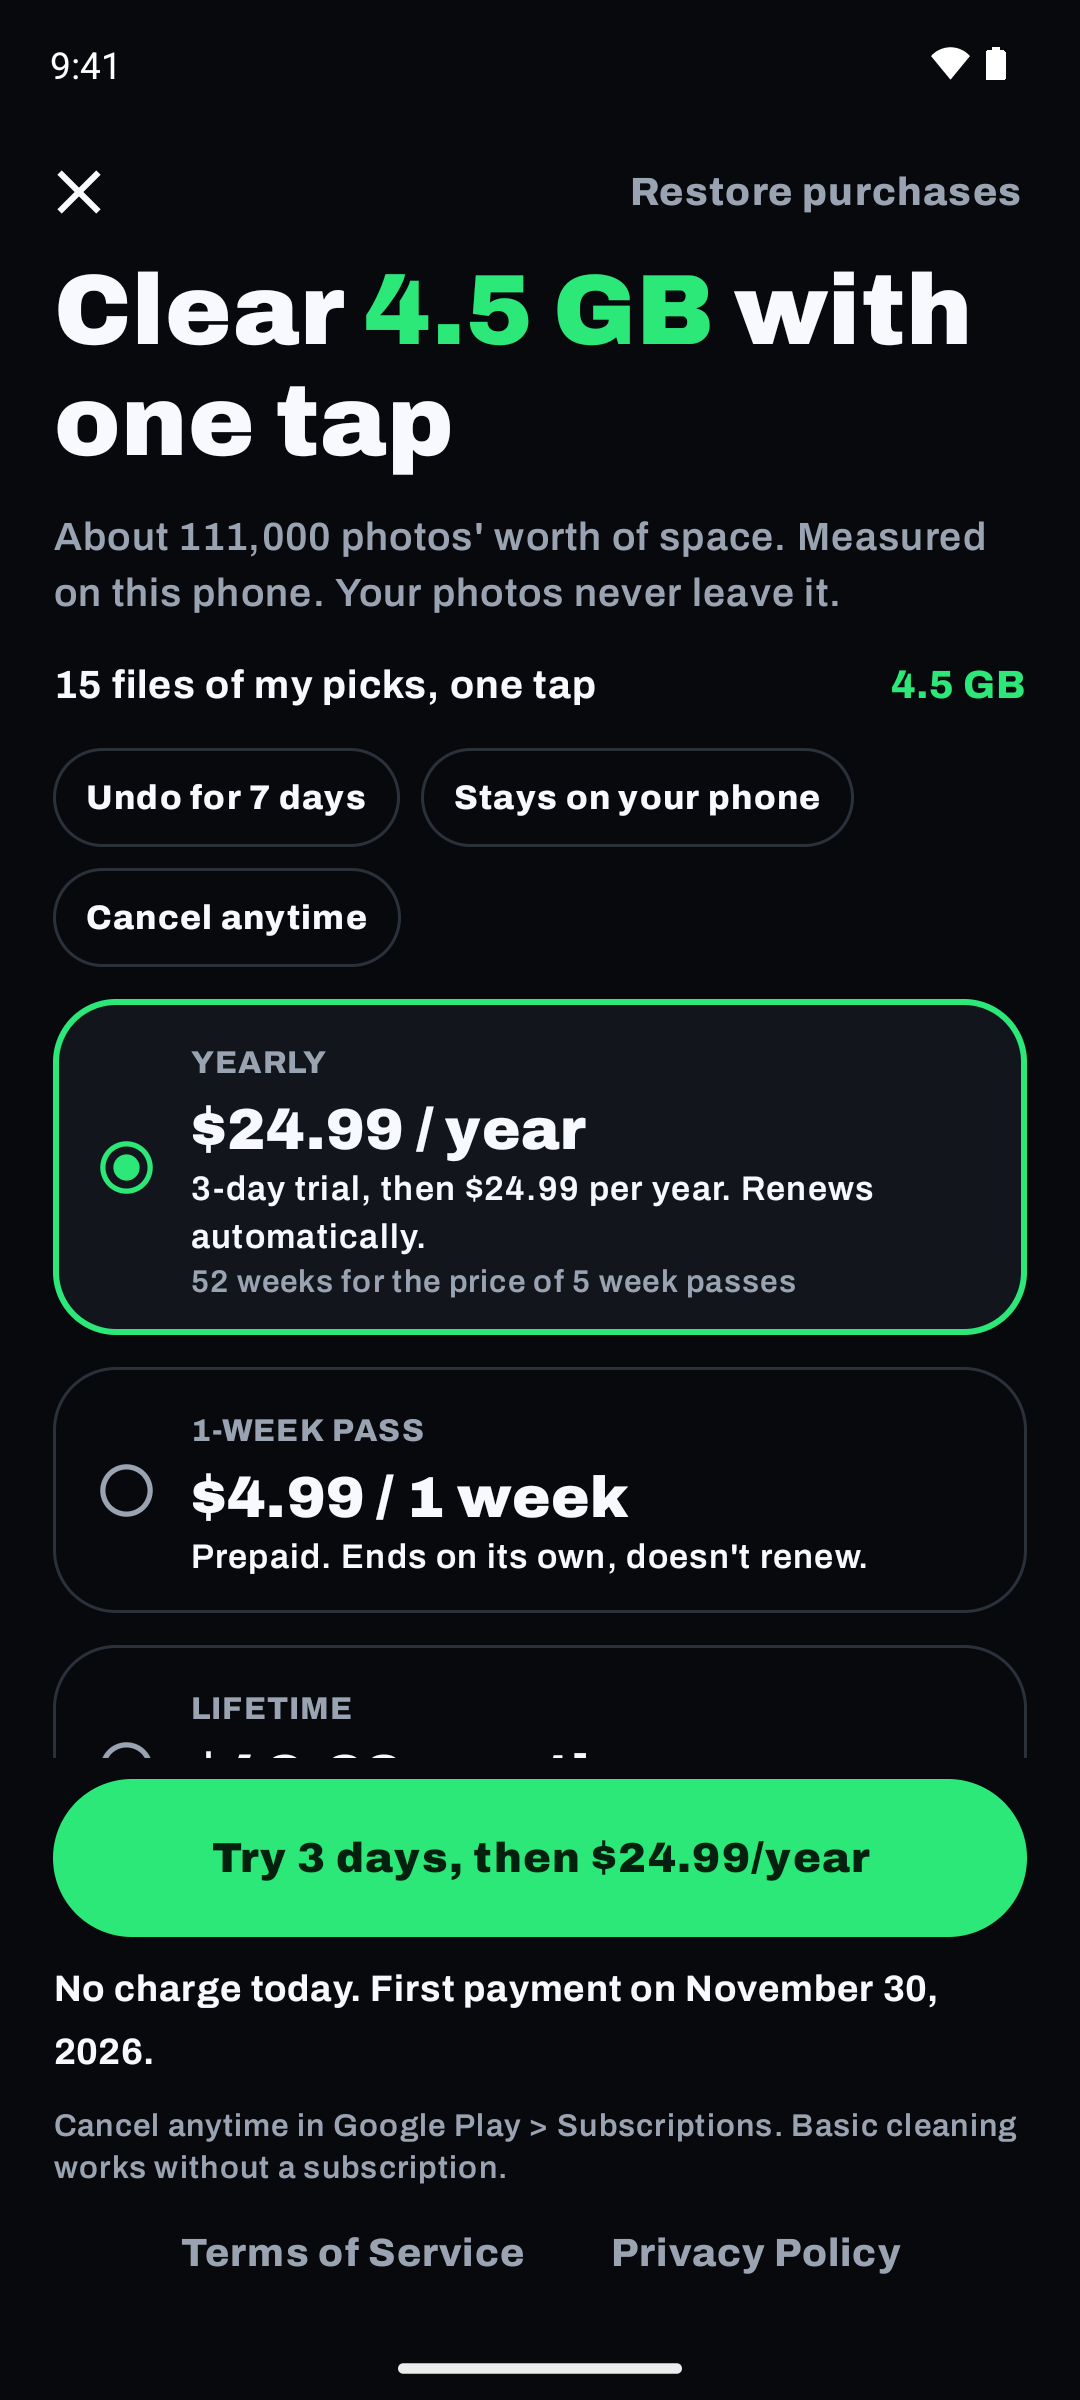 9:41
Restore purchases
Clear 4.5 GB with
one tap
About 111,000 photos' worth of space. Measured
on this phone. Your photos never leave it.
15 files of my picks, one tap 4.5 GB
Undo for 7 days Stays on your phone
Cancel anytime
YEARLY
$24.99 / year
3-day trial, then $24.99 per year. Renews
automatically.
52 weeks for the price of 5 week passes
1-WEEK PASS
$4.99 / 1 week
Prepaid. Ends on its own, doesn't renew.
LIFETIME
Try 3 days, then $24.99/year
No charge today. First payment on November 30,
2026.
Cancel anytime in Google Play > Subscriptions. Basic cleaning
works without a subscription.
Terms of Service Privacy Policy